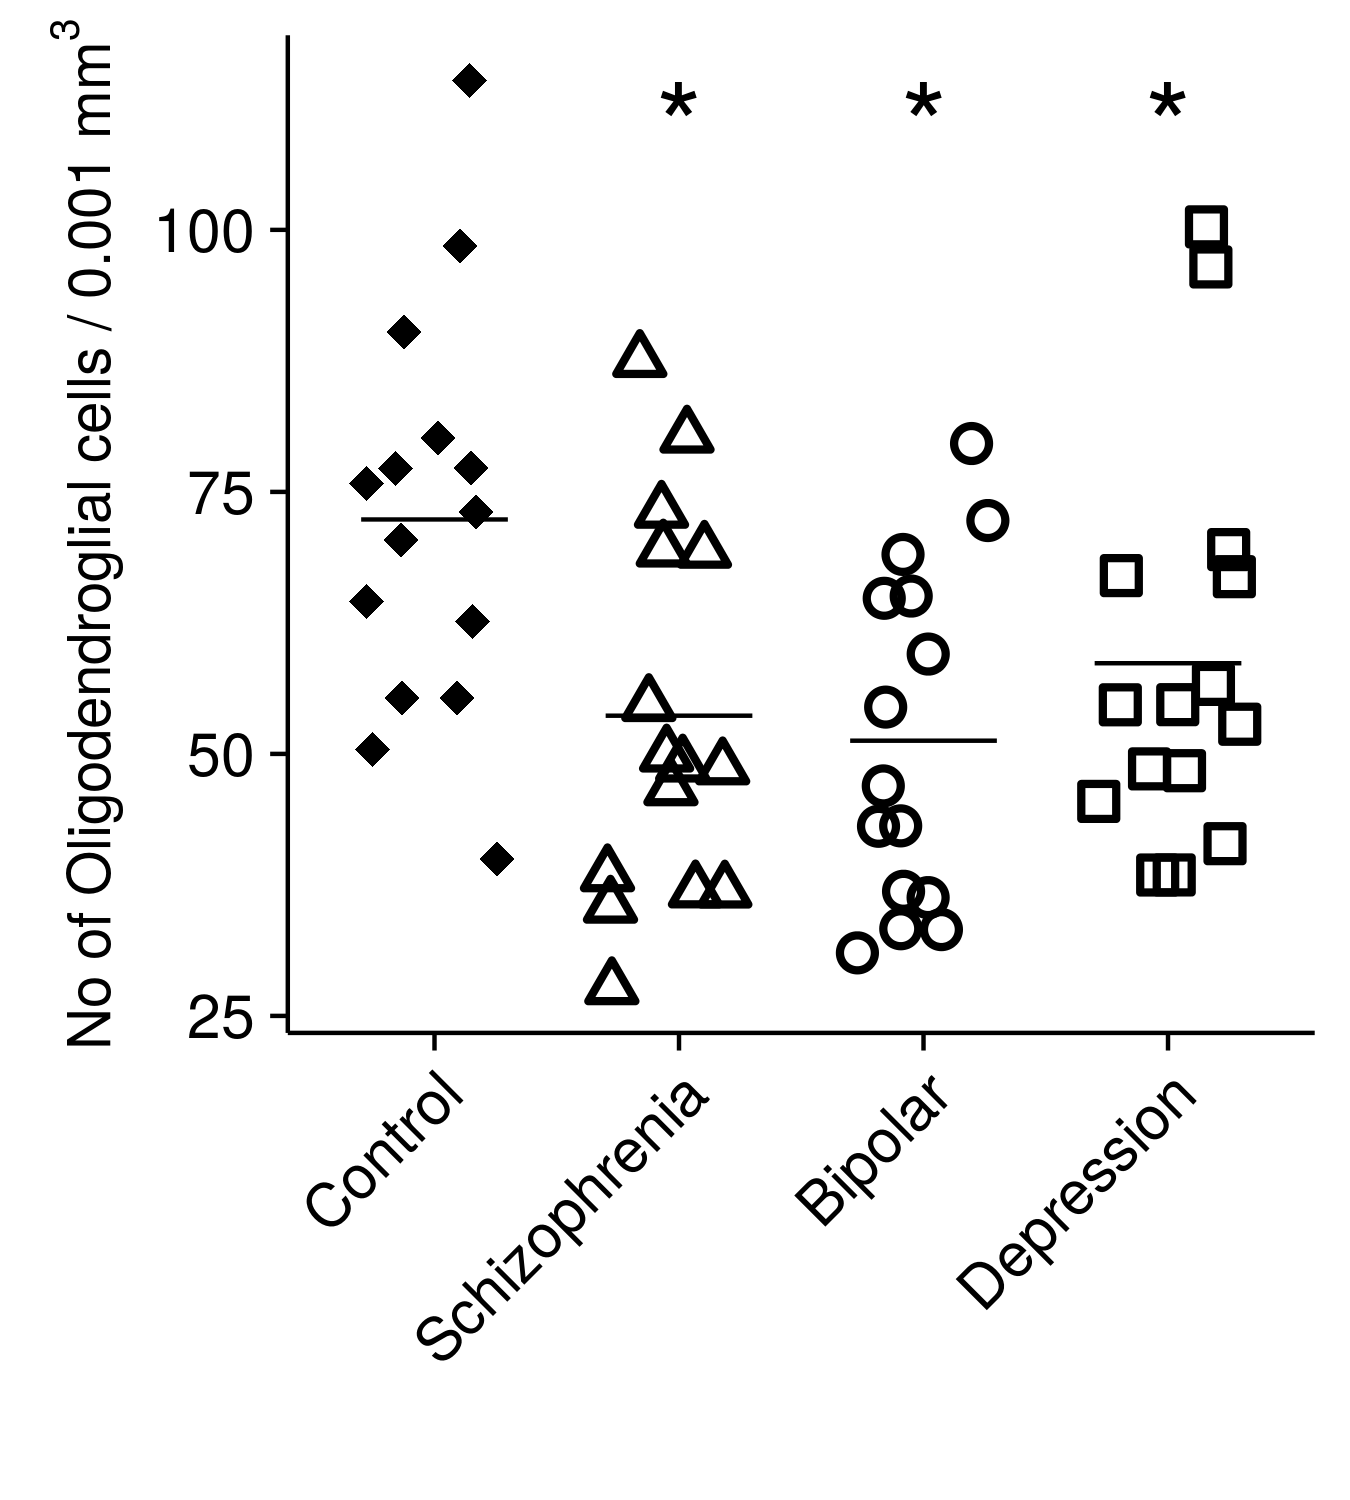 No of Oligodendroglial cells / 0.001 mm³
* * *
100
75
50
25
Control
Schizophrenia
Bipolar
Depression